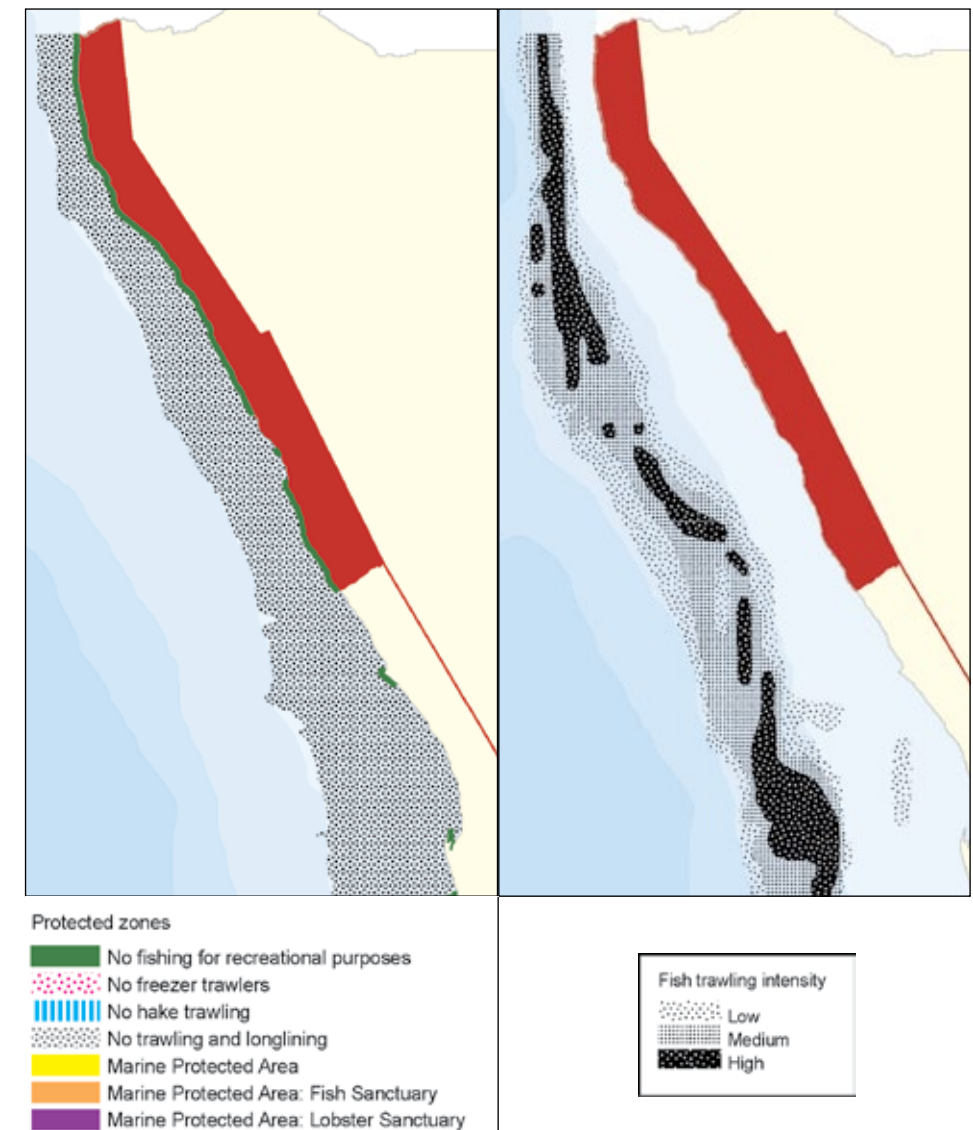 Protected zones
No fishing for recreational purposes
No freezer trawlers
No hake trawling
No trawling and longlining
Marine Protected Area
Marine Protected Area: Fish Sanctuary
Marine Protected Area: Lobster Sanctuary
Fish trawling intensity
Low
Medium
High